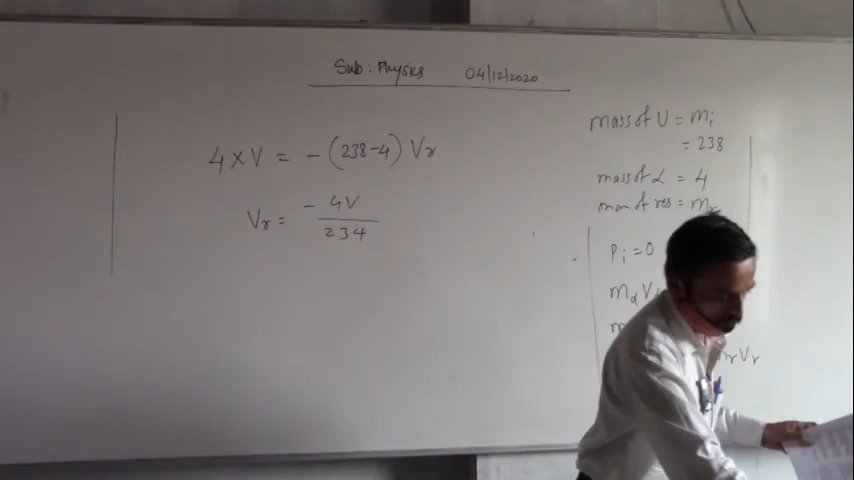 Sub : Physics 04/12/2020
4 × V = - (238-4) Vr
Vr = - 4V / 234
mass of U = mi
= 238
mass of α = 4
mass of res = mr
Pi = 0
mα Vα
mr Vr